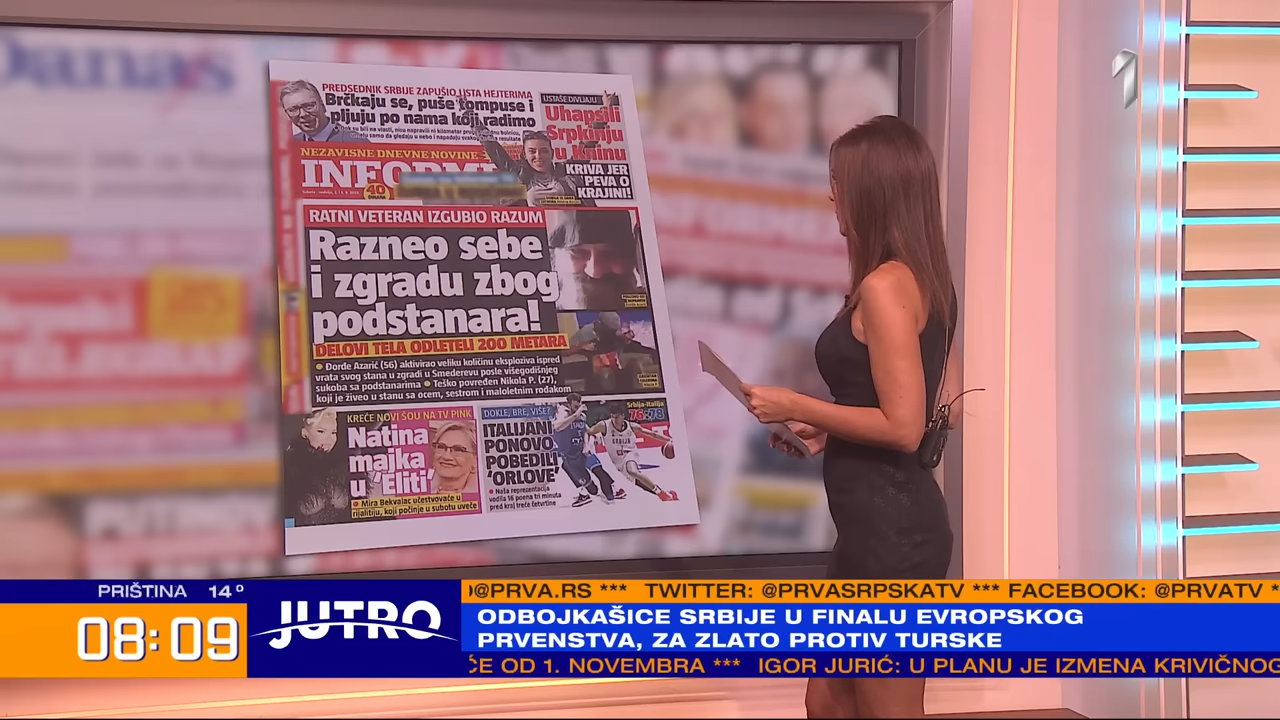 Danas
PREDSEDNIK SRBIJE ZAPUŠIO USTA HEJTERIMA
Brčkaju se, puše tompuse i
pljuju po nama koji radimo
USTAŠE DIVLJAJU
Uhapsili
Srpkinju
u Kninu
KRIVA JER
PEVA O
KRAJINI!
NEZAVISNE DNEVNE NOVINE
INFORM
40
DINARA
RATNI VETERAN IZGUBIO RAZUM
Razneo sebe
i zgradu zbog
podstanara!
DELOVI TELA ODLETELI 200 METARA
• Đorđe Azarić (56) aktivirao veliku količinu eksploziva ispred
vrata svog stana u zgradi u Smederevu posle višegodišnjeg
sukoba sa podstanarima • Teško povređen Nikola P. (27),
koji je živeo u stanu sa ocem, sestrom i maloletnim rođakom
KREĆE NOVI ŠOU NA TV PINK
Natina
majka
u 'Eliti'
• Mira Bekvalac učestvovaće u
rijalitiju, koji počinje u subotu uveče
DOKLE, BRE, VIŠE?
ITALIJANI
PONOVO
POBEDILI
'ORLOVE'
• Naša reprezentacija
vodila 16 poena tri minuta
pred kraj treće četvrtine
Srbija-Italija
76:78
SRBIJA
1
PRIŠTINA 14°
08:09
JUTRO
@PRVA.RS *** TWITTER: @PRVASRPSKATV *** FACEBOOK: @PRVATV *
ODBOJKAŠICE SRBIJE U FINALU EVROPSKOG
PRVENSTVA, ZA ZLATO PROTIV TURSKE
ĆE OD 1. NOVEMBRA *** IGOR JURIĆ: U PLANU JE IZMENA KRIVIČNOG